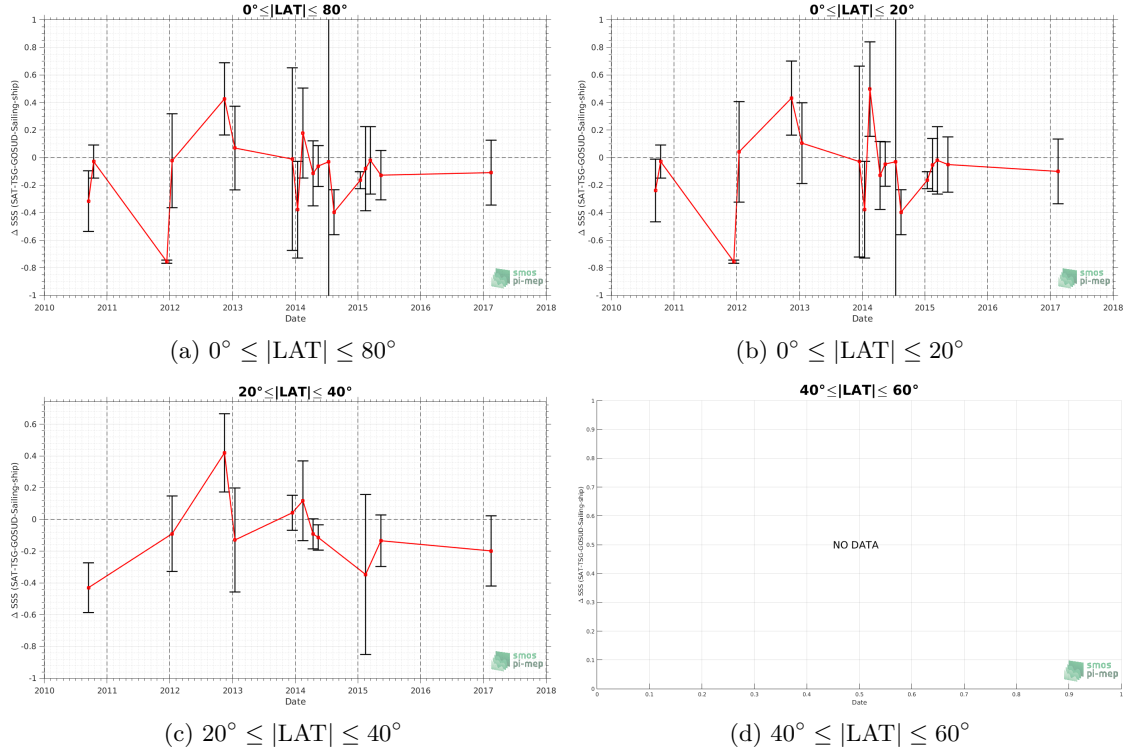 0°≤|LAT|≤ 80°
Δ SSS (SAT-TSG-GOSUD-Sailing-ship)
1
0.8
0.6
0.4
0.2
0
-0.2
-0.4
-0.6
-0.8
-1
2010 2011 2012 2013 2014 2015 2016 2017 2018
Date
smos
pi-mep
(a) 0° ≤ |LAT| ≤ 80°
0°≤|LAT|≤ 20°
Δ SSS (SAT-TSG-GOSUD-Sailing-ship)
1
0.8
0.6
0.4
0.2
0
-0.2
-0.4
-0.6
-0.8
-1
2010 2011 2012 2013 2014 2015 2016 2017 2018
Date
smos
pi-mep
(b) 0° ≤ |LAT| ≤ 20°
20°≤|LAT|≤ 40°
Δ SSS (SAT-TSG-GOSUD-Sailing-ship)
0.6
0.4
0.2
0
-0.2
-0.4
-0.6
-0.8
-1
2010 2011 2012 2013 2014 2015 2016 2017 2018
Date
smos
pi-mep
(c) 20° ≤ |LAT| ≤ 40°
40°≤|LAT|≤ 60°
Δ SSS (SAT-TSG-GOSUD-Sailing-ship)
1
0.9
0.8
0.7
0.6
0.5
0.4
0.3
0.2
0.1
0
NO DATA
0 0.1 0.2 0.3 0.4 0.5 0.6 0.7 0.8 0.9 1
Date
smos
pi-mep
(d) 40° ≤ |LAT| ≤ 60°